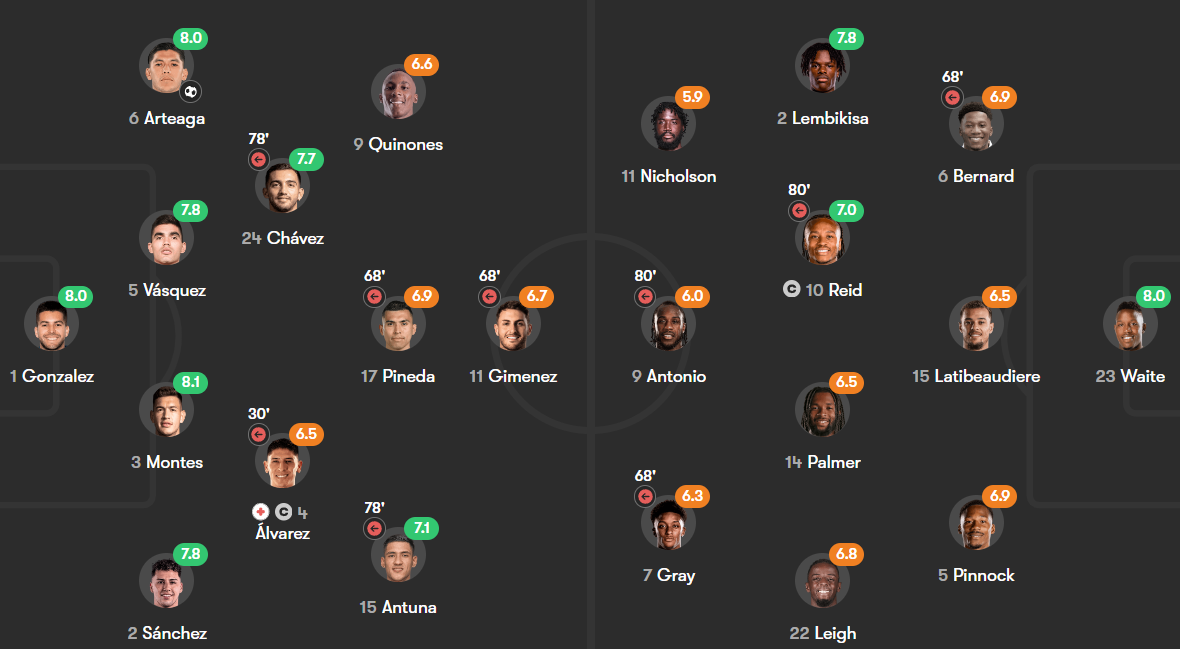 8.0
6 Arteaga
6.6
9 Quinones
78'
7.7
24 Chávez
7.8
5 Vásquez
8.0
1 Gonzalez
68'
6.9
17 Pineda
68'
6.7
11 Gimenez
8.1
3 Montes
30'
6.5
C 4
Álvarez
78'
7.1
15 Antuna
7.8
2 Sánchez
7.8
2 Lembikisa
68'
6.9
6 Bernard
5.9
11 Nicholson
80'
7.0
C 10 Reid
80'
6.0
9 Antonio
6.5
15 Latibeaudiere
8.0
23 Waite
6.5
14 Palmer
68'
6.3
7 Gray
6.9
5 Pinnock
6.8
22 Leigh